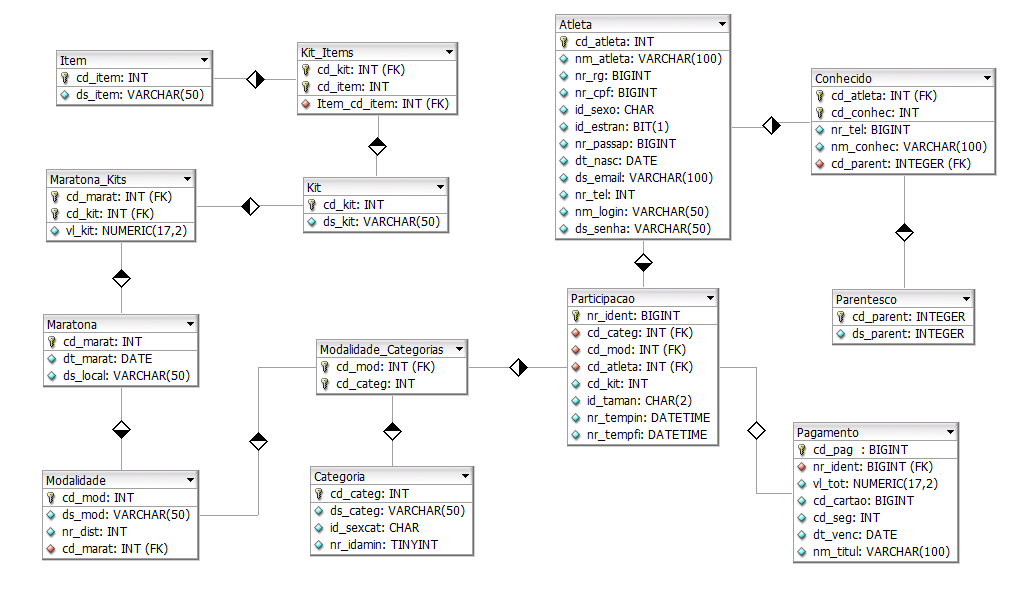 Item
cd_item: INT
ds_item: VARCHAR(50)
Kit_Items
cd_kit: INT (FK)
cd_item: INT
Item_cd_item: INT (FK)
Atleta
cd_atleta: INT
nm_atleta: VARCHAR(100)
nr_rg: BIGINT
nr_cpf: BIGINT
id_sexo: CHAR
id_estran: BIT(1)
nr_passap: BIGINT
dt_nasc: DATE
ds_email: VARCHAR(100)
nr_tel: INT
nm_login: VARCHAR(50)
ds_senha: VARCHAR(50)
Conhecido
cd_atleta: INT (FK)
cd_conhec: INT
nr_tel: BIGINT
nm_conhec: VARCHAR(100)
cd_parent: INTEGER (FK)
Maratona_Kits
cd_marat: INT (FK)
cd_kit: INT (FK)
vl_kit: NUMERIC(17,2)
Kit
cd_kit: INT
ds_kit: VARCHAR(50)
Participacao
nr_ident: BIGINT
cd_categ: INT (FK)
cd_mod: INT (FK)
cd_atleta: INT (FK)
cd_kit: INT
id_taman: CHAR(2)
nr_tempin: DATETIME
nr_tempfi: DATETIME
Parentesco
cd_parent: INTEGER
ds_parent: INTEGER
Maratona
cd_marat: INT
dt_marat: DATE
ds_local: VARCHAR(50)
Modalidade_Categorias
cd_mod: INT (FK)
cd_categ: INT
Modalidade
cd_mod: INT
ds_mod: VARCHAR(50)
nr_dist: INT
cd_marat: INT (FK)
Categoria
cd_categ: INT
ds_categ: VARCHAR(50)
id_sexcat: CHAR
nr_idamin: TINYINT
Pagamento
cd_pag : BIGINT
nr_ident: BIGINT (FK)
vl_tot: NUMERIC(17,2)
cd_cartao: BIGINT
cd_seg: INT
dt_venc: DATE
nm_titul: VARCHAR(100)